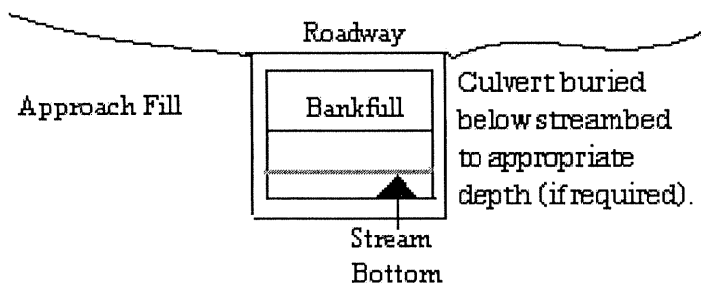 Roadway
Approach Fill
Bankfull
Culvert buried
below streambed
to appropriate
depth (if required).
Stream
Bottom